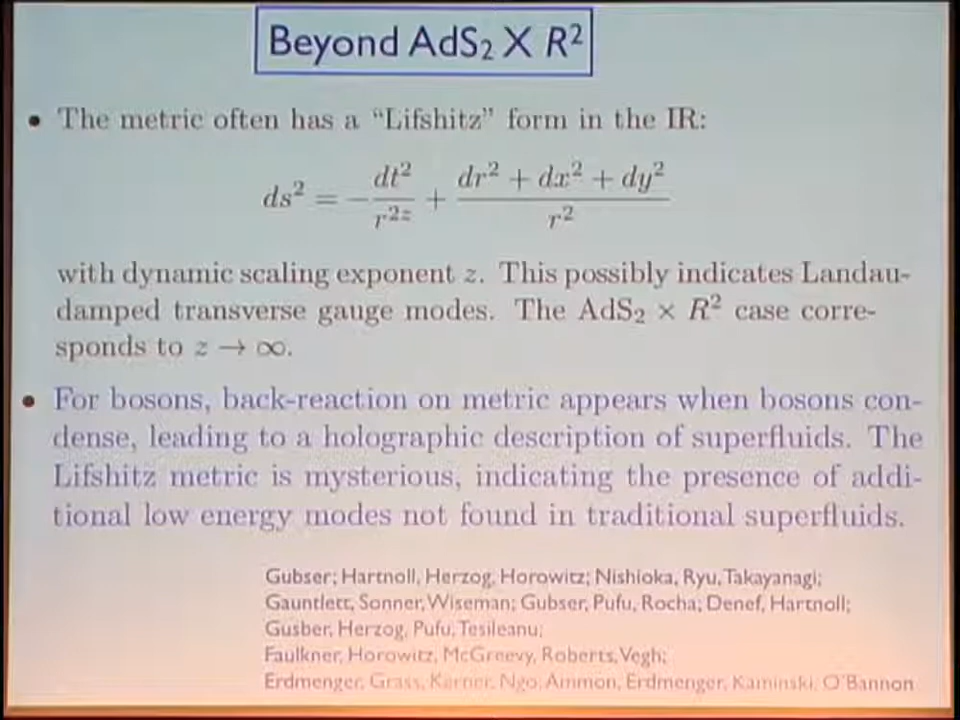 Beyond AdS₂ X R²
• The metric often has a “Lifshitz” form in the IR:
ds² = −dt²/r²ᶻ + (dr² + dx² + dy²)/r²
with dynamic scaling exponent z. This possibly indicates Landau-
damped transverse gauge modes. The AdS₂ × R² case corre-
sponds to z → ∞.
• For bosons, back-reaction on metric appears when bosons con-
dense, leading to a holographic description of superfluids. The
Lifshitz metric is mysterious, indicating the presence of addi-
tional low energy modes not found in traditional superfluids.
Gubser; Hartnoll, Herzog, Horowitz; Nishioka, Ryu, Takayanagi;
Gauntlett, Sonner, Wiseman; Gubser, Pufu, Rocha; Denef, Hartnoll;
Gusber, Herzog, Pufu, Tesileanu;
Faulkner, Horowitz, McGreevy, Roberts, Vegh;
Erdmenger, Grass, Kerner, Ngo, Ammon, Erdmenger, Kaminski, O'Bannon